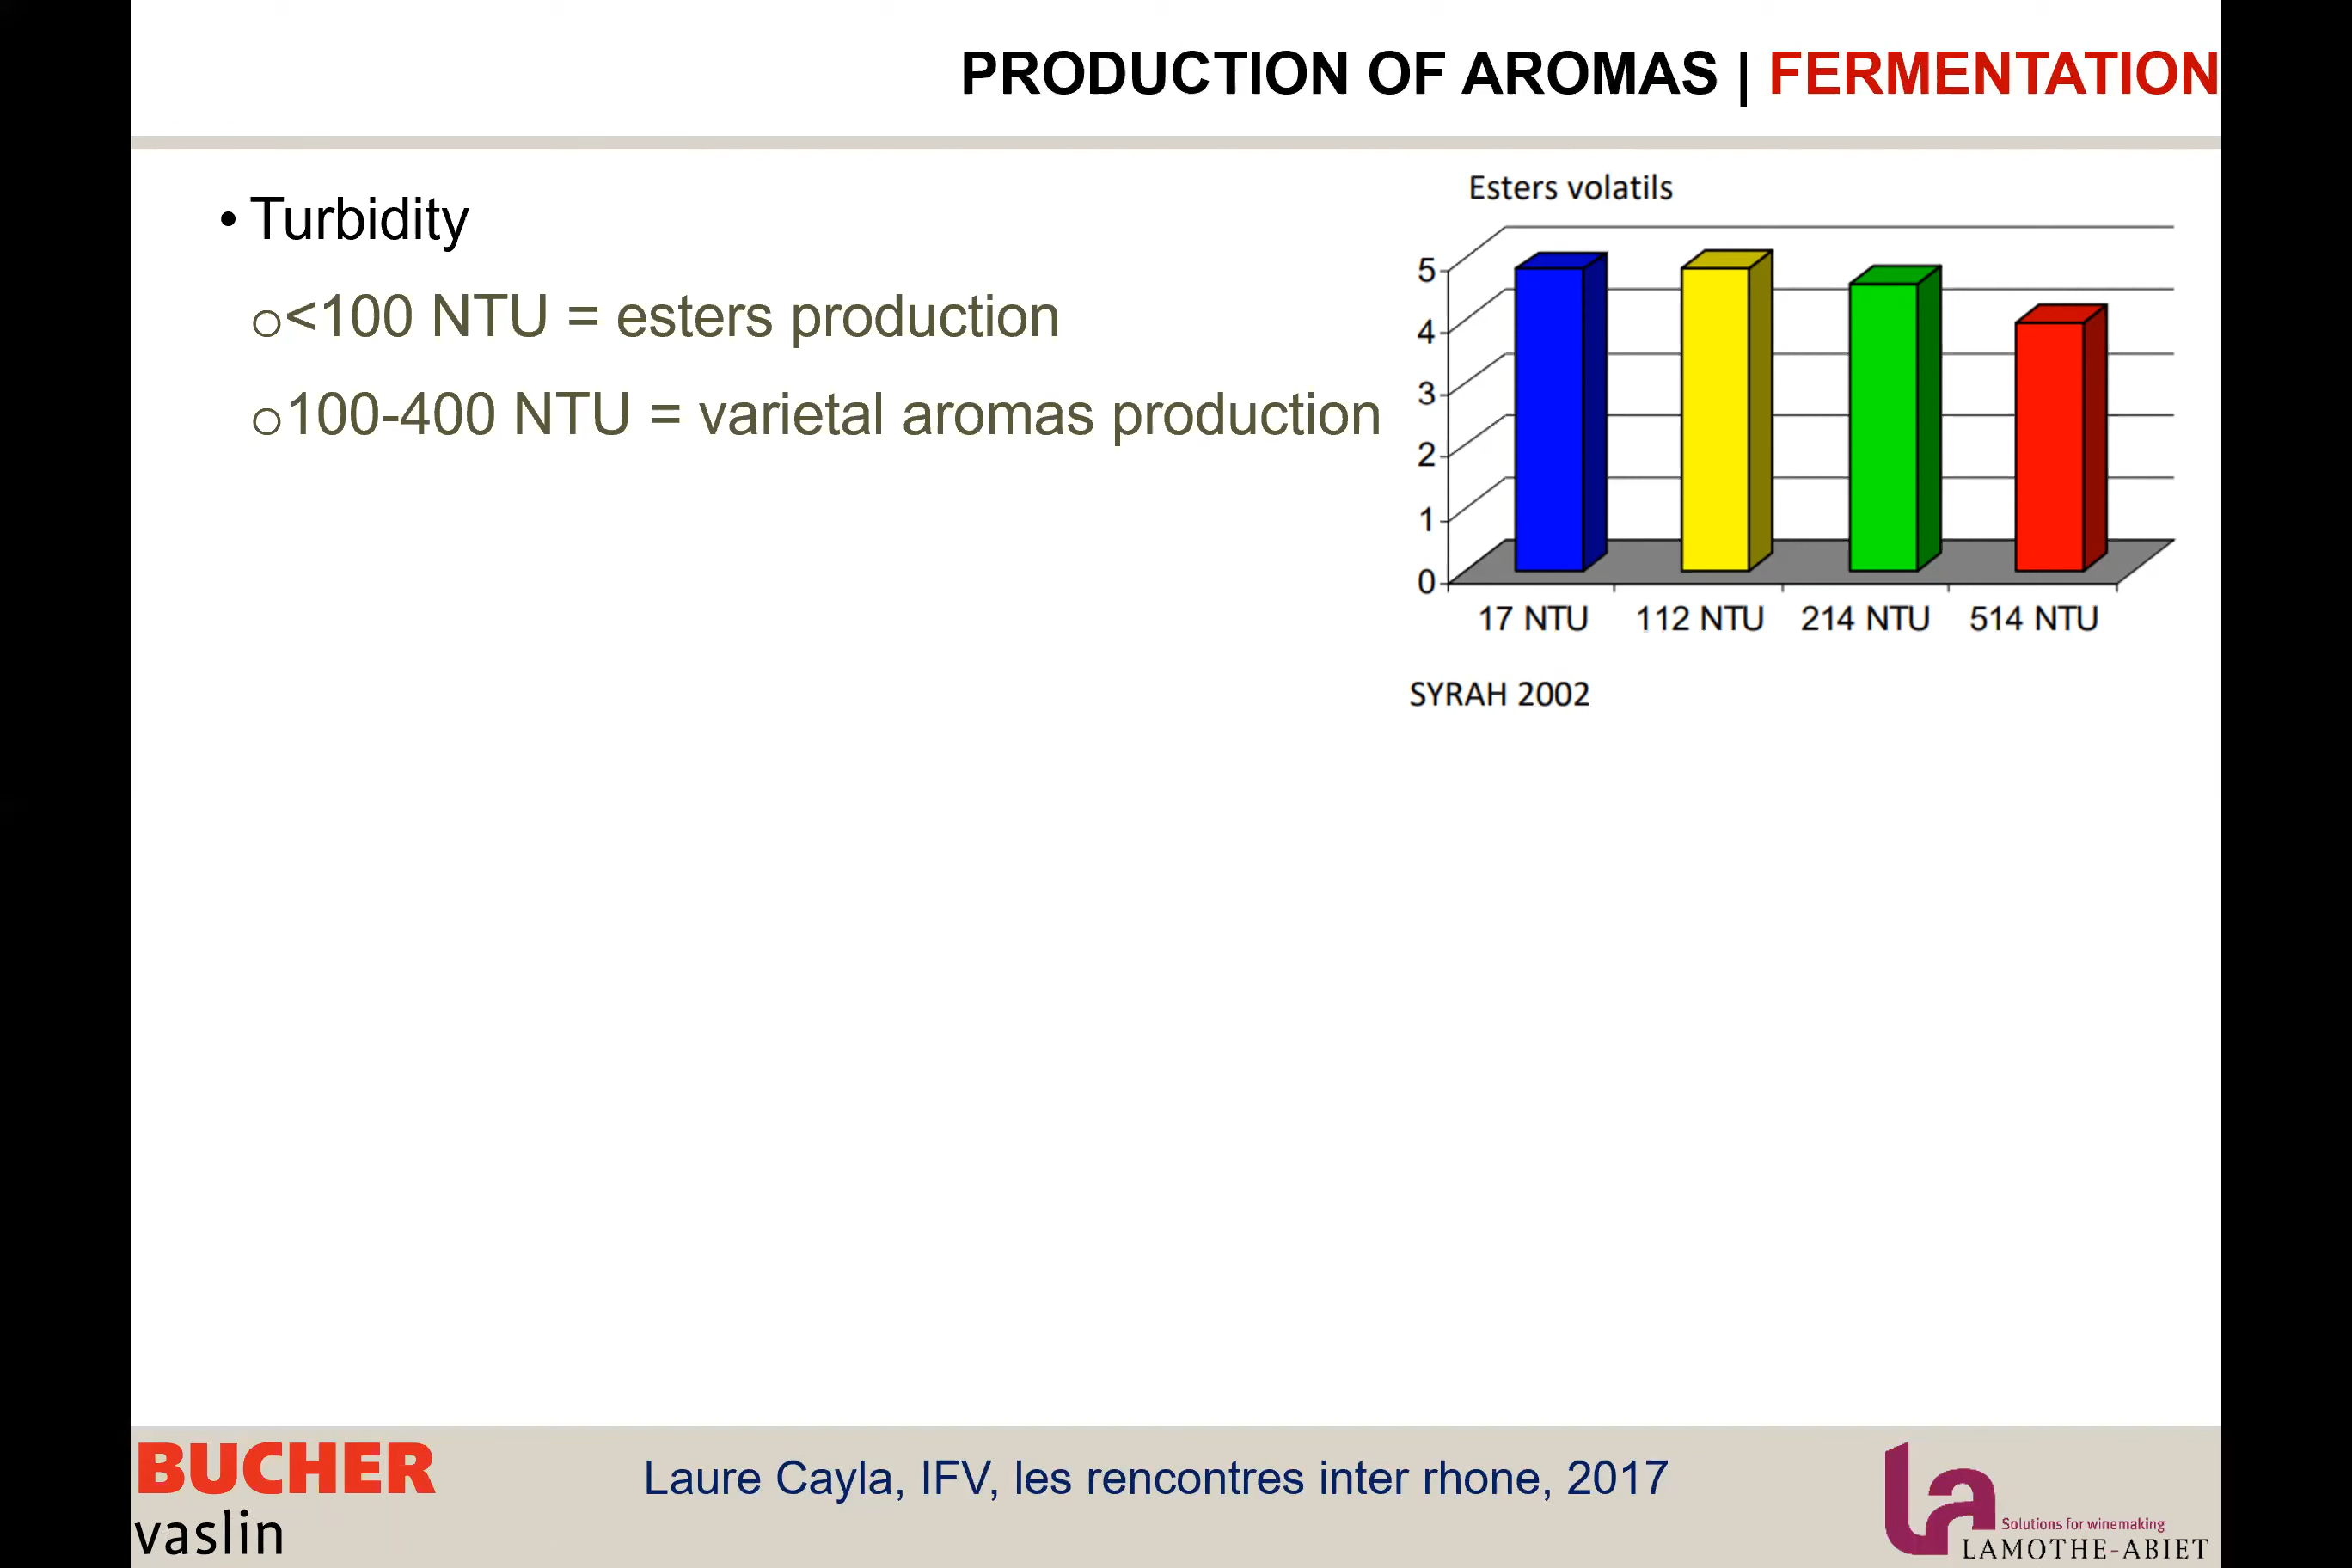 PRODUCTION OF AROMAS | FERMENTATION
• Turbidity
o<100 NTU = esters production
o100-400 NTU = varietal aromas production
Esters volatils
5
4
3
2
1
0
17 NTU 112 NTU 214 NTU 514 NTU
SYRAH 2002
BUCHER
vaslin
Laure Cayla, IFV, les rencontres inter rhone, 2017
la
Solutions for winemaking
LAMOTHE-ABIET